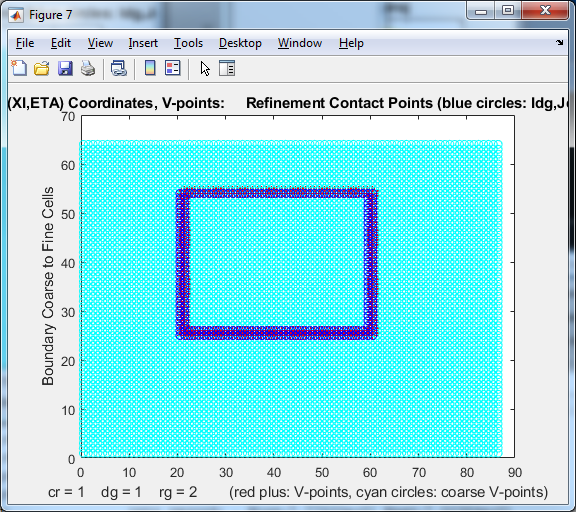 Figure 7
File Edit View Insert Tools Desktop Window Help
(XI,ETA) Coordinates, V-points: Refinement Contact Points (blue circles: Idg,J
70
60
50
40
30
20
10
0
Boundary Coarse to Fine Cells
0 10 20 30 40 50 60 70 80 90
cr = 1 dg = 1 rg = 2 (red plus: V-points, cyan circles: coarse V-points)